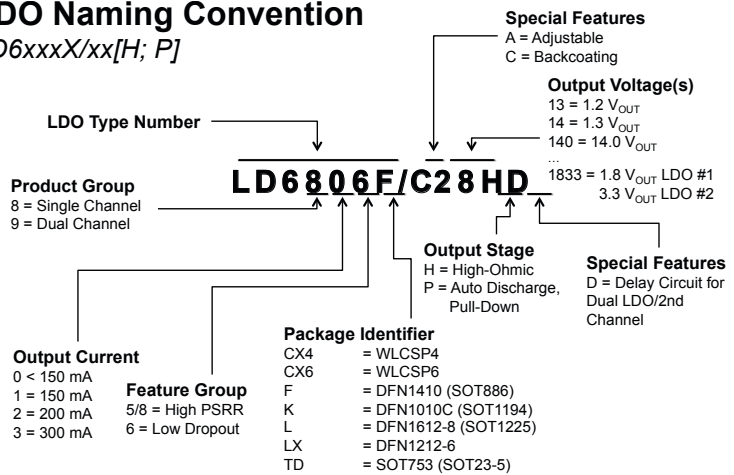 DO Naming Convention
D6xxxX/xx[H; P]
Special Features
A = Adjustable
C = Backcoating
Output Voltage(s)
13 = 1.2 VOUT
14 = 1.3 VOUT
140 = 14.0 VOUT
...
1833 = 1.8 VOUT LDO #1
3.3 VOUT LDO #2
LDO Type Number
LD6806F/C28HD
Product Group
8 = Single Channel
9 = Dual Channel
Output Stage
H = High-Ohmic
P = Auto Discharge,
Pull-Down
Special Features
D = Delay Circuit for
Dual LDO/2nd
Channel
Output Current
0 < 150 mA
1 = 150 mA
2 = 200 mA
3 = 300 mA
Feature Group
5/8 = High PSRR
6 = Low Dropout
Package Identifier
CX4 = WLCSP4
CX6 = WLCSP6
F = DFN1410 (SOT886)
K = DFN1010C (SOT1194)
L = DFN1612-8 (SOT1225)
LX = DFN1212-6
TD = SOT753 (SOT23-5)